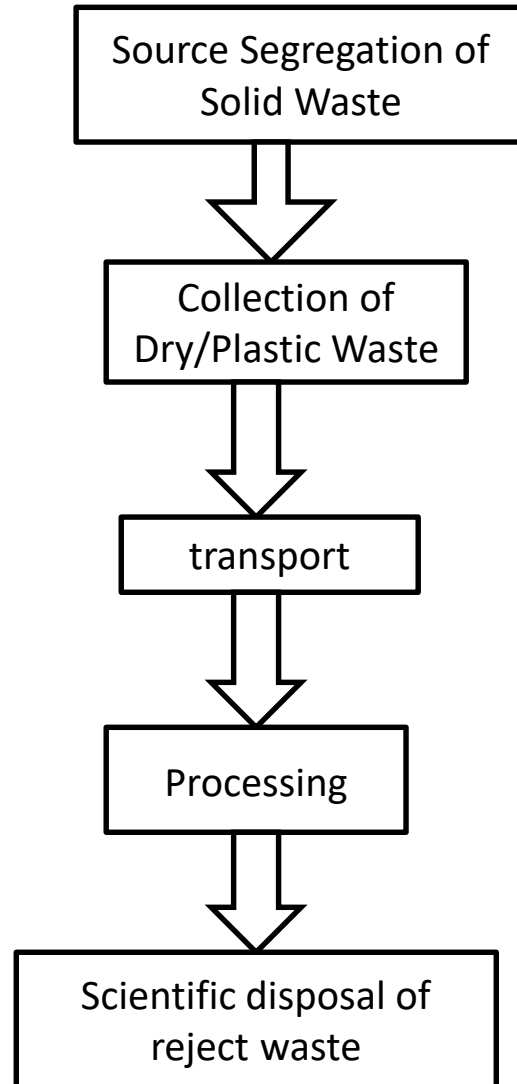 Source Segregation of
Solid Waste
Collection of
Dry/Plastic Waste
transport
Processing
Scientific disposal of
reject waste